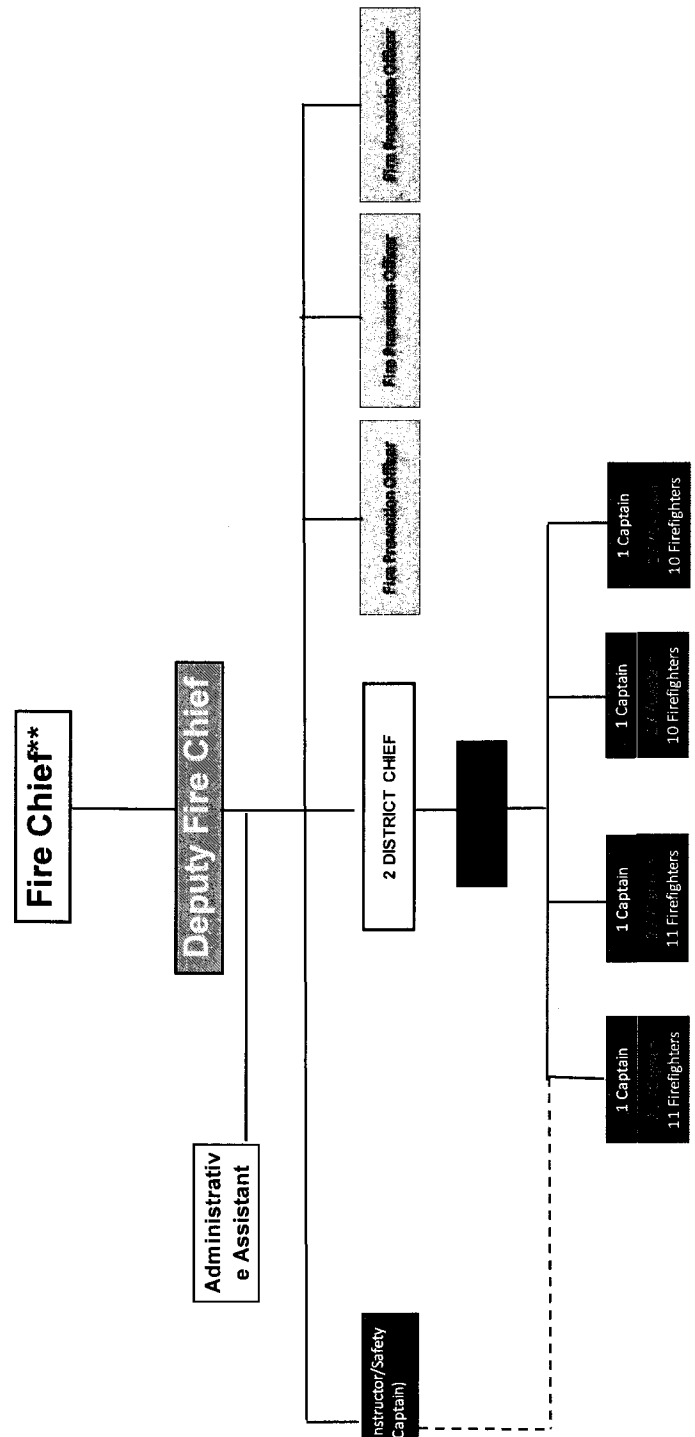 Fire Chief**
Deputy Fire Chief
Administrativ
e Assistant
nstructor/Safety
Captain)
2 DISTRICT CHIEF
Fire Prevention Officer
Fire Prevention Officer
Fire Prevention Officer
1 Captain
11 Firefighters
1 Captain
11 Firefighters
1 Captain
10 Firefighters
1 Captain
10 Firefighters